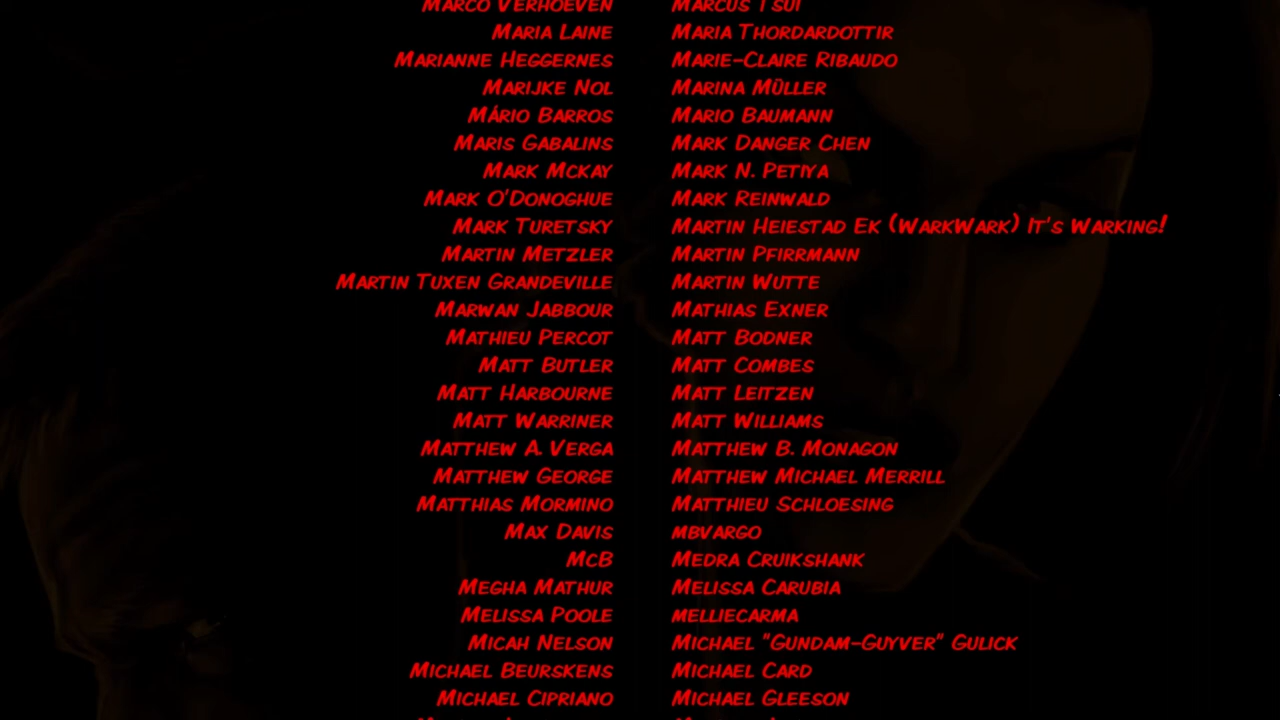 Marco Verhoeven Marcus Tsui
Maria Laine Maria Thordardottir
Marianne Heggernes Marie-Claire Ribaudo
Marijke Nol Marina Müller
Mário Barros Mario Baumann
Maris Gabalins Mark Danger Chen
Mark Mckay Mark N. Petiya
Mark O'Donoghue Mark Reinwald
Mark Turetsky Martin Heiestad Ek (WarkWark) It's Warking!
Martin Metzler Martin Pfirrmann
Martin Tuxen Grandeville Martin Wutte
Marwan Jabbour Mathias Exner
Mathieu Percot Matt Bodner
Matt Butler Matt Combes
Matt Harbourne Matt Leitzen
Matt Warriner Matt Williams
Matthew A. Verga Matthew B. Monagon
Matthew George Matthew Michael Merrill
Matthias Mormino Matthieu Schloesing
Max Davis mbvargo
McB Medra Cruikshank
Megha Mathur Melissa Carubia
Melissa Poole melliecarma
Micah Nelson Michael "Gundam-Guyver" Gulick
Michael Beurskens Michael Card
Michael Cipriano Michael Gleeson